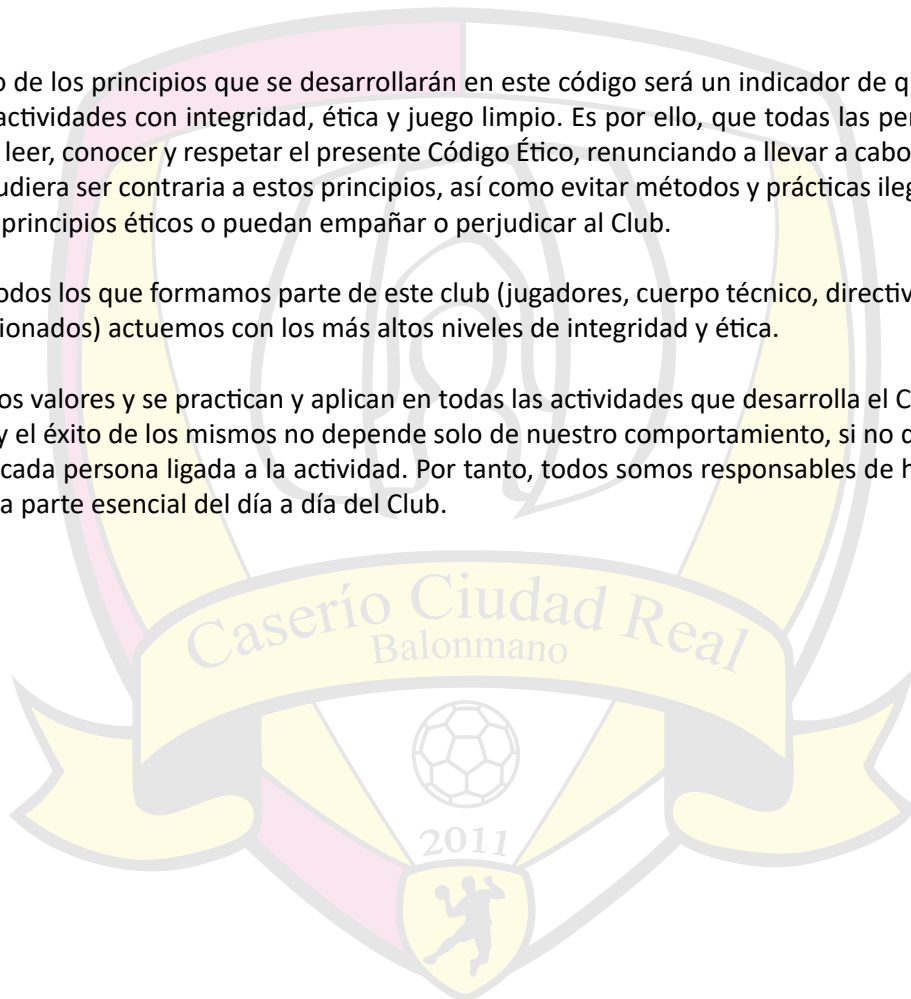 o de los principios que se desarrollarán en este código será un indicador de q
actividades con integridad, ética y juego limpio. Es por ello, que todas las per
leer, conocer y respetar el presente Código Ético, renunciando a llevar a cabo
udiera ser contraria a estos principios, así como evitar métodos y prácticas ileg
principios éticos o puedan empañar o perjudicar al Club.
odos los que formamos parte de este club (jugadores, cuerpo técnico, directiv
ionados) actuemos con los más altos niveles de integridad y ética.
os valores y se practican y aplican en todas las actividades que desarrolla el C
y el éxito de los mismos no depende solo de nuestro comportamiento, si no d
cada persona ligada a la actividad. Por tanto, todos somos responsables de h
a parte esencial del día a día del Club.
Caserío Ciudad Real
Balonmano
2011